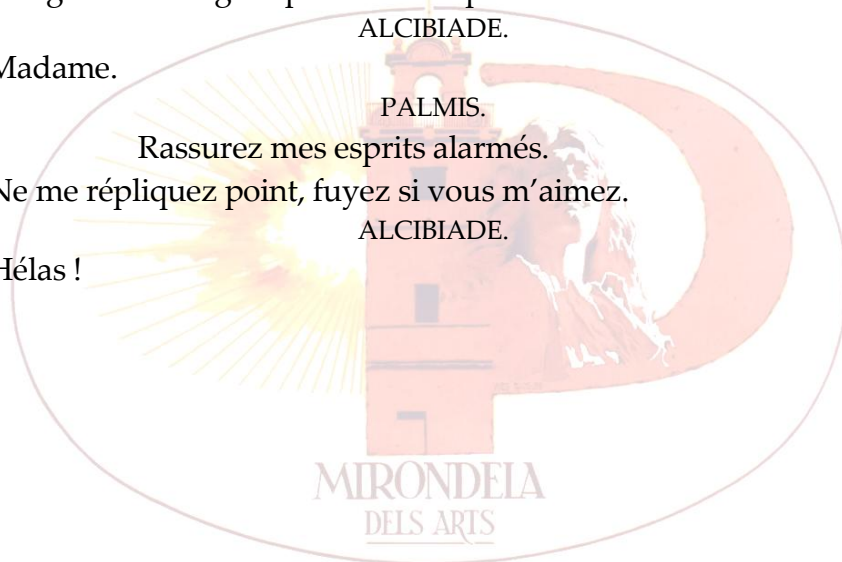 ALCIBIADE.
Madame.
PALMIS.
Rassurez mes esprits alarmés.
Ne me répliquez point, fuyez si vous m’aimez.
ALCIBIADE.
Hélas !
MIRONDELA
DELS ARTS